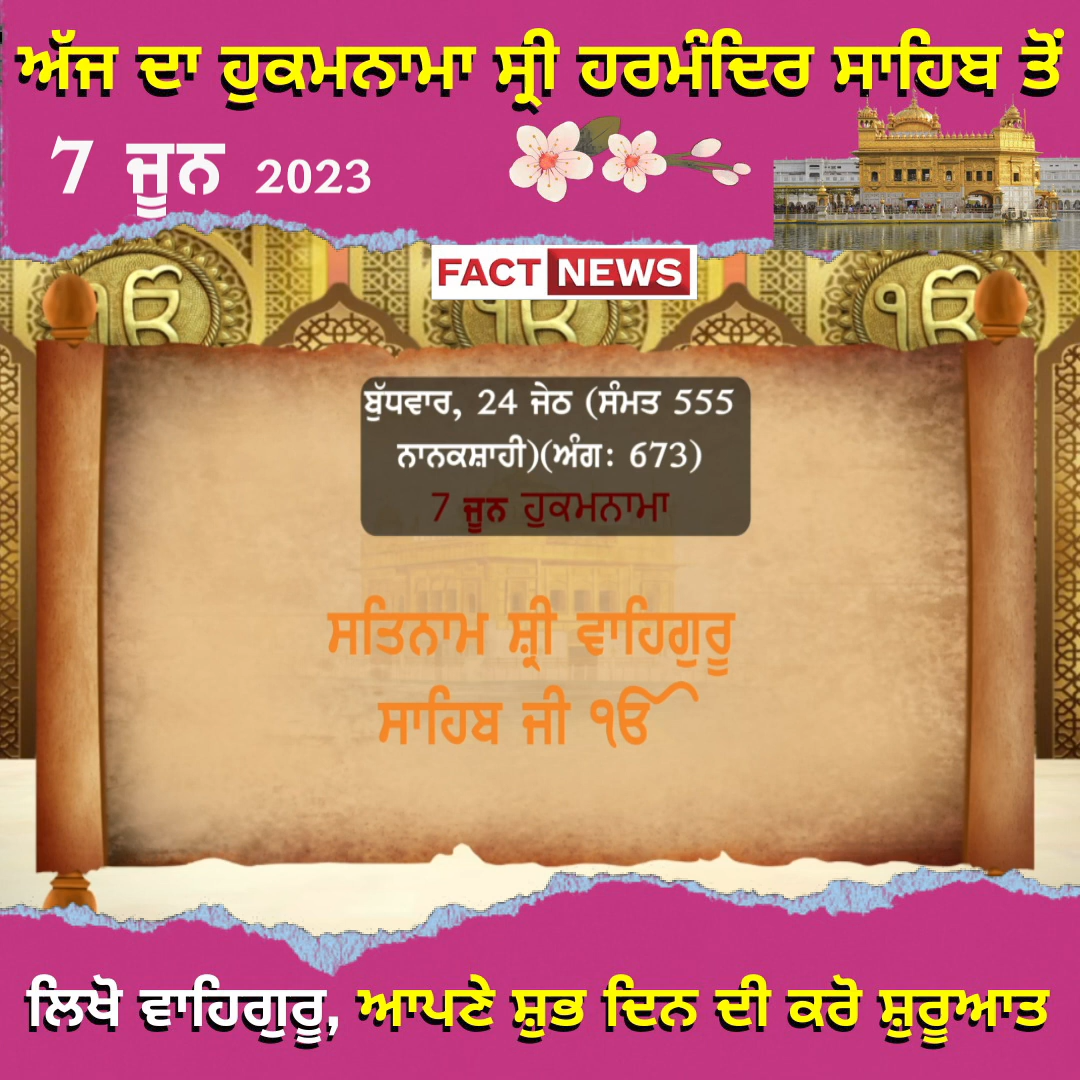 ਅੱਜ ਦਾ ਹੁਕਮਨਾਮਾ ਸ੍ਰੀ ਹਰਮੰਦਿਰ ਸਾਹਿਬ ਤੋਂ
7 ਜੂਨ 2023
FACT NEWS
ਬੁੱਧਵਾਰ, 24 ਜੇਠ (ਸੰਮਤ 555
ਨਾਨਕਸ਼ਾਹੀ)(ਅੰਗ: 673)
7 ਜੂਨ ਹੁਕਮਨਾਮਾ
ਸਤਿਨਾਮ ਸ਼੍ਰੀ ਵਾਹਿਗੁਰੂ
ਸਾਹਿਬ ਜੀ ੴ
ਲਿਖੋ ਵਾਹਿਗੁਰੂ, ਆਪਣੇ ਸ਼ੁਭ ਦਿਨ ਦੀ ਕਰੋ ਸ਼ੁਰੂਆਤ